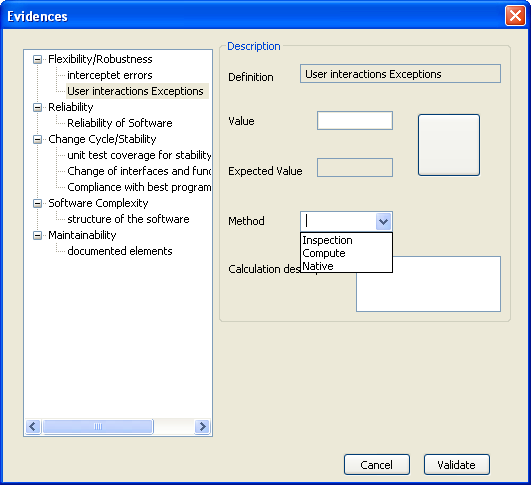 Evidences
Flexibility/Robustness
interceptet errors
User interactions Exceptions
Reliability
Reliability of Software
Change Cycle/Stability
unit test coverage for stability
Change of interfaces and func
Compliance with best program
Software Complexity
structure of the software
Maintainability
documented elements
Description
Definition
User interactions Exceptions
Value
Expected Value
Method
Inspection
Compute
Native
Calculation des
Cancel
Validate